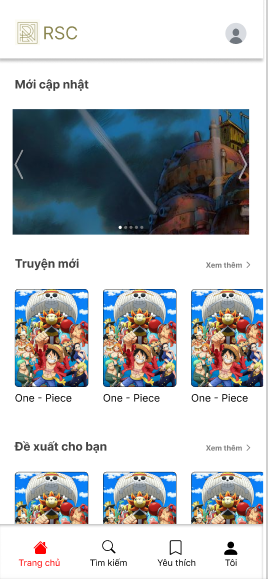 RSC
Mới cập nhật
Truyện mới
Xem thêm
One - Piece
One - Piece
One - Piece
Đề xuất cho bạn
Xem thêm
Trang chủ
Tìm kiếm
Yêu thích
Tôi